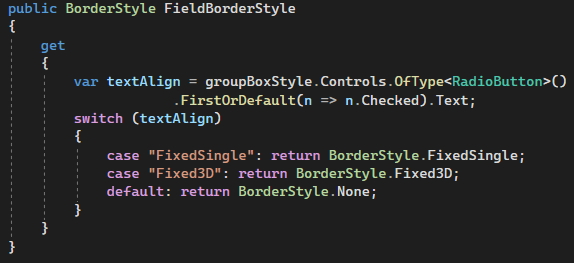 public BorderStyle FieldBorderStyle
{
    get
    {
        var textAlign = groupBoxStyle.Controls.OfType<RadioButton>()
                    .FirstOrDefault(n => n.Checked).Text;
        switch (textAlign)
        {
            case "FixedSingle": return BorderStyle.FixedSingle;
            case "Fixed3D": return BorderStyle.Fixed3D;
            default: return BorderStyle.None;
        }
    }
}